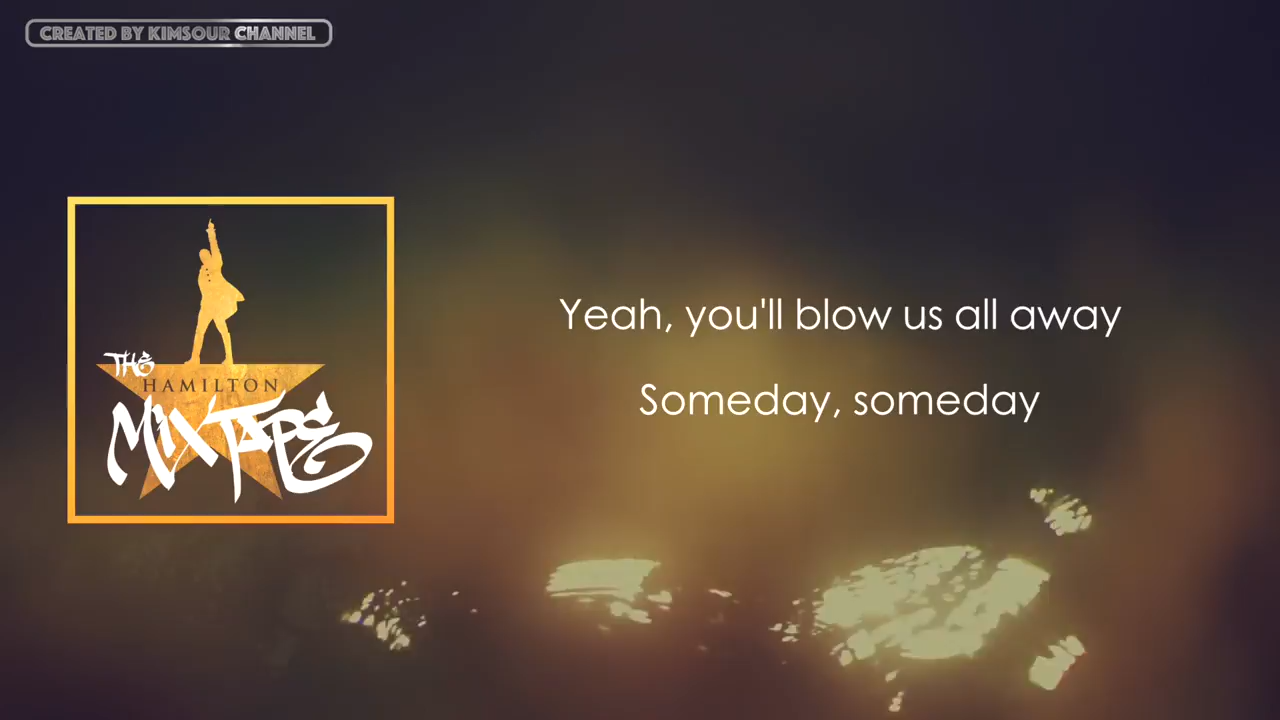 CREATED BY KIMSOUR CHANNEL
THE
HAMILTON
MIXTAPE
Yeah, you'll blow us all away
Someday, someday